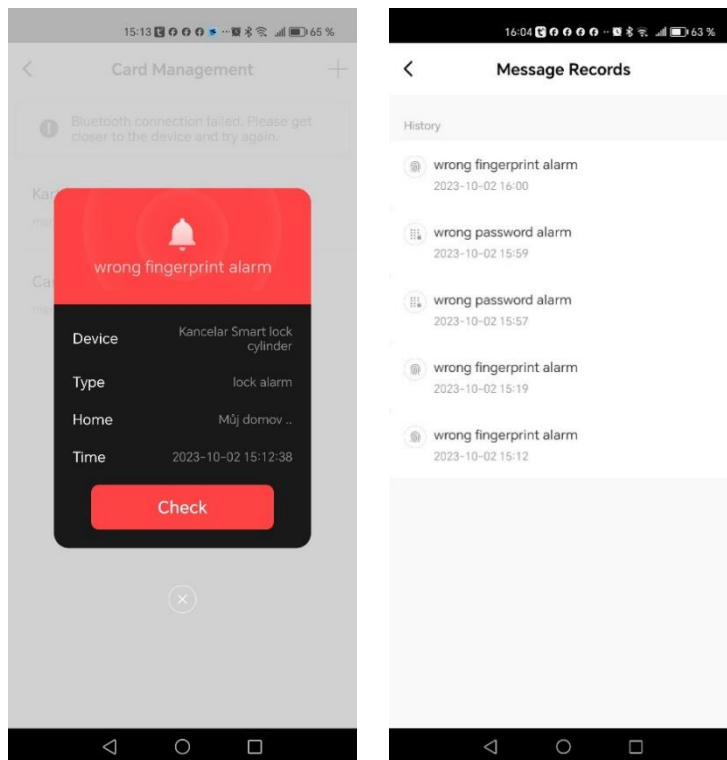 15:13 65 %
Card Management
Bluetooth connection failed. Please get
closer to the device and try again.
wrong fingerprint alarm
Device Kancelar Smart lock
cylinder
Type lock alarm
Home Můj domov ..
Time 2023-10-02 15:12:38
Check
16:04 63 %
Message Records
History
wrong fingerprint alarm
2023-10-02 16:00
wrong password alarm
2023-10-02 15:59
wrong password alarm
2023-10-02 15:57
wrong fingerprint alarm
2023-10-02 15:19
wrong fingerprint alarm
2023-10-02 15:12